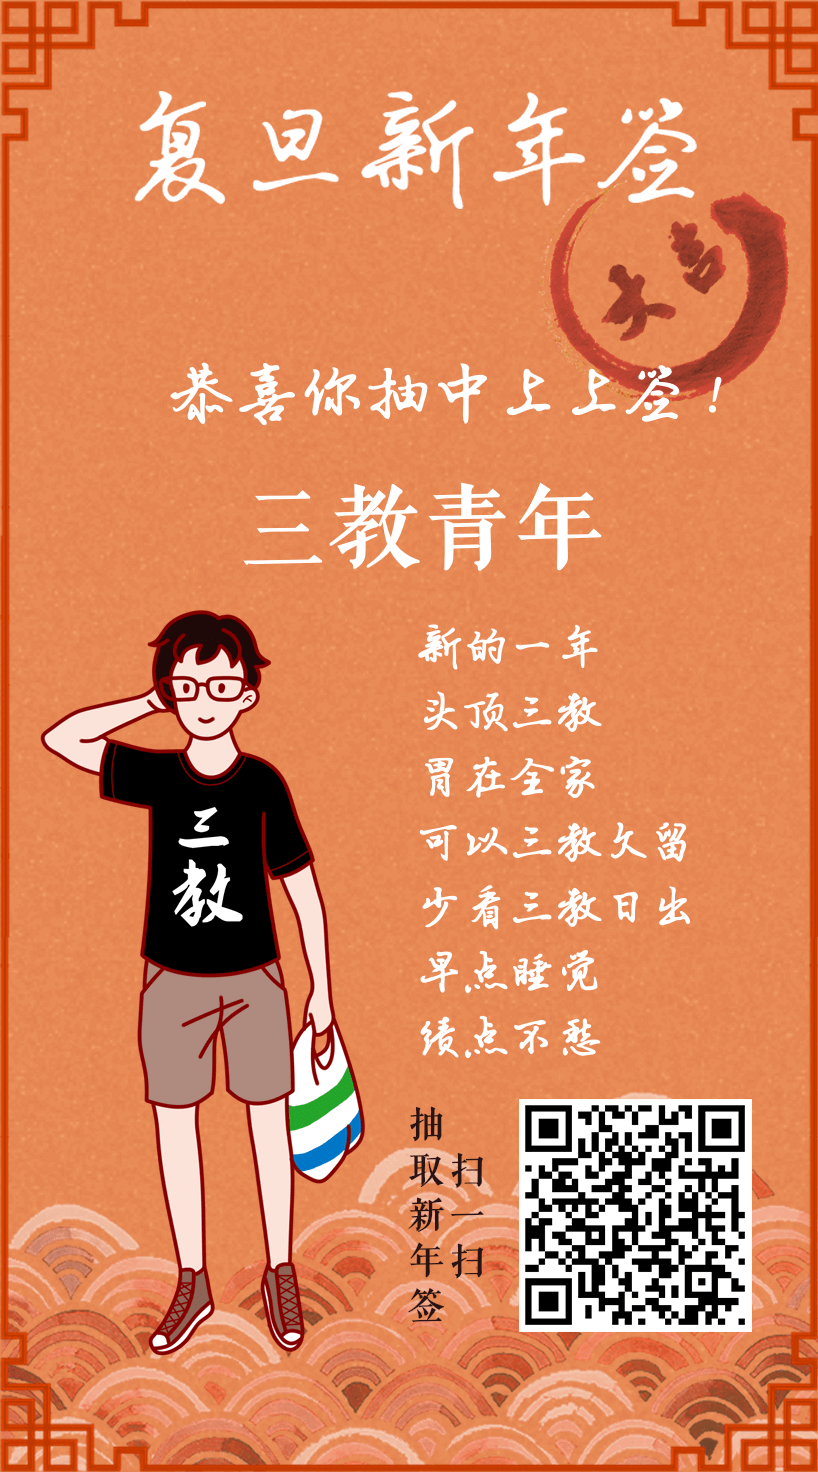 复旦新年签
大喜
恭喜你抽中上上签！
三教青年
新的一年
头顶三教
胃在全家
可以三教久留
少看三教日出
早点睡觉
绩点不愁
三
教
扫一扫
抽取新年签